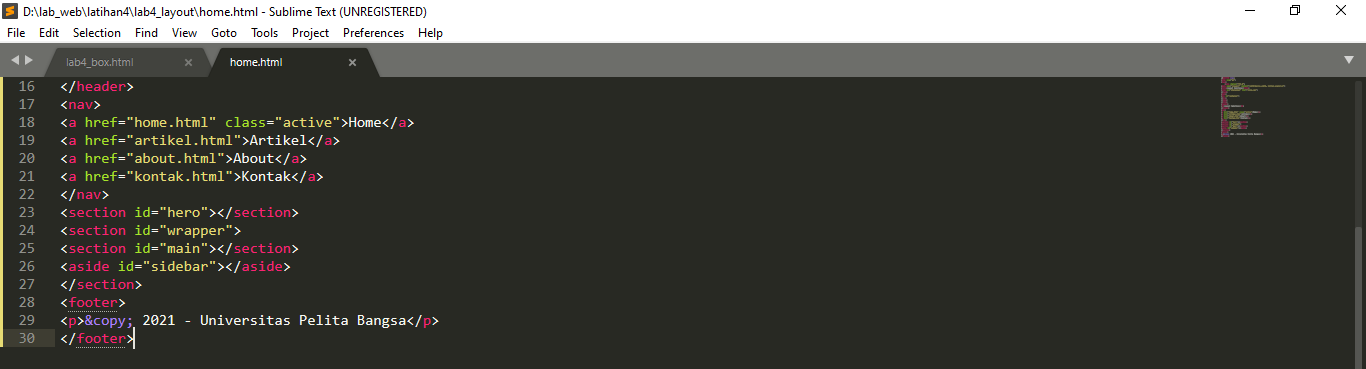 D:\lab_web\latihan4\lab4_layout\home.html - Sublime Text (UNREGISTERED)
File Edit Selection Find View Goto Tools Project Preferences Help
lab4_box.html home.html
16 </header>
17 <nav>
18 <a href="home.html" class="active">Home</a>
19 <a href="artikel.html">Artikel</a>
20 <a href="about.html">About</a>
21 <a href="kontak.html">Kontak</a>
22 </nav>
23 <section id="hero"></section>
24 <section id="wrapper">
25 <section id="main"></section>
26 <aside id="sidebar"></aside>
27 </section>
28 <footer>
29 <p>&copy; 2021 - Universitas Pelita Bangsa</p>
30 </footer>